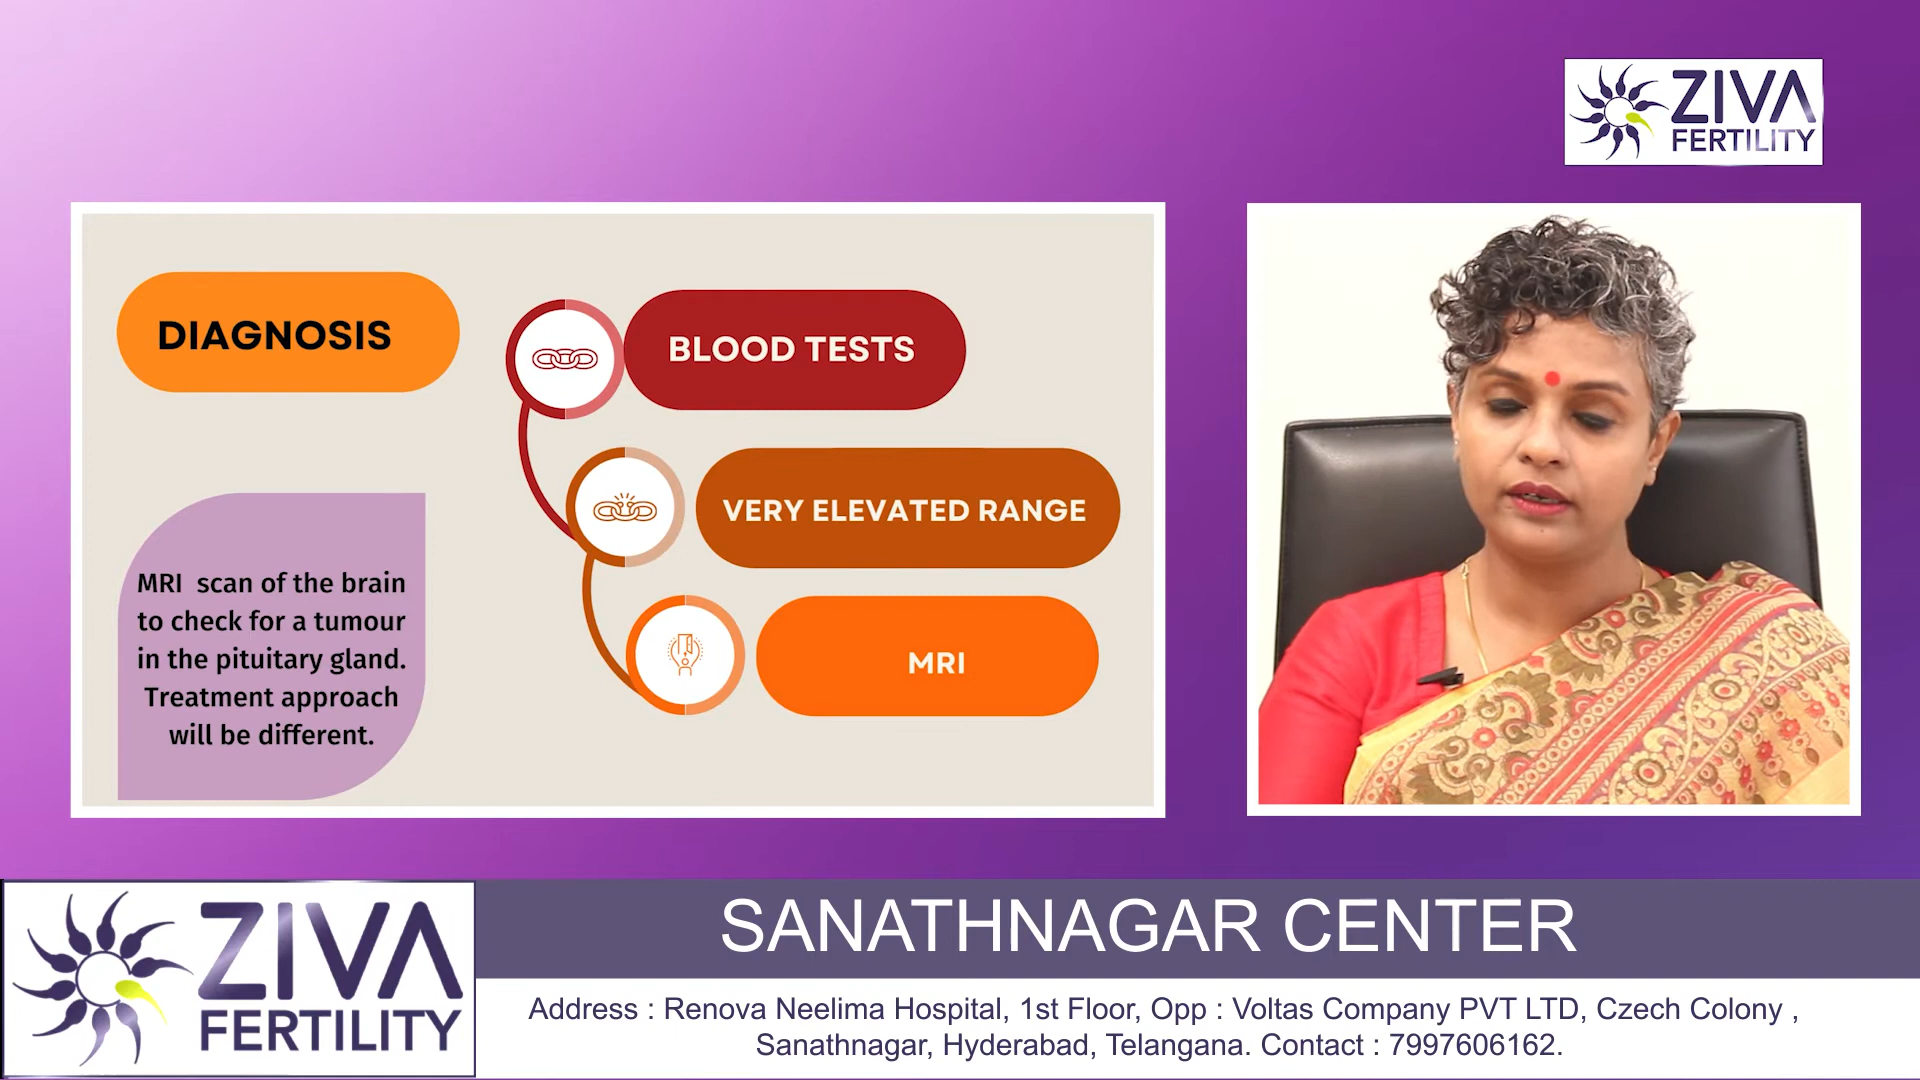 ZIVA
FERTILITY
DIAGNOSIS
BLOOD TESTS
VERY ELEVATED RANGE
MRI
MRI scan of the brain
to check for a tumour
in the pituitary gland.
Treatment approach
will be different.
ZIVA
FERTILITY
SANATHNAGAR CENTER
Address : Renova Neelima Hospital, 1st Floor, Opp : Voltas Company PVT LTD, Czech Colony ,
Sanathnagar, Hyderabad, Telangana. Contact : 7997606162.